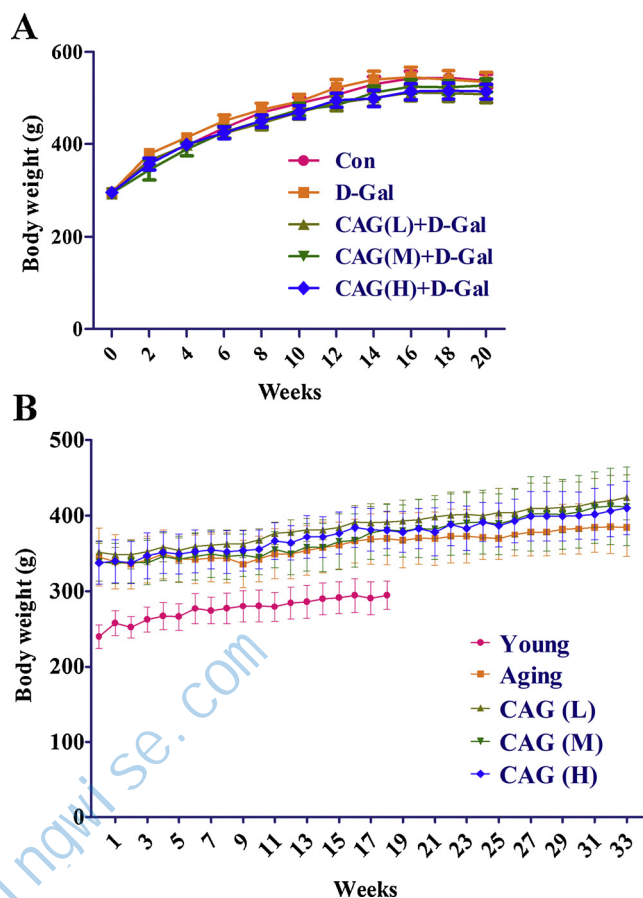 A
600
400
200
0
Body weight (g)
Con
D-Gal
CAG(L)+D-Gal
CAG(M)+D-Gal
CAG(H)+D-Gal
0 2 4 6 8 10 12 14 16 18 20
Weeks
B
500
400
300
200
100
0
Body weight (g)
Young
Aging
CAG (L)
CAG (M)
CAG (H)
1 3 5 7 9 11 13 15 17 19 21 23 25 27 29 31 33
Weeks
nqwise.com